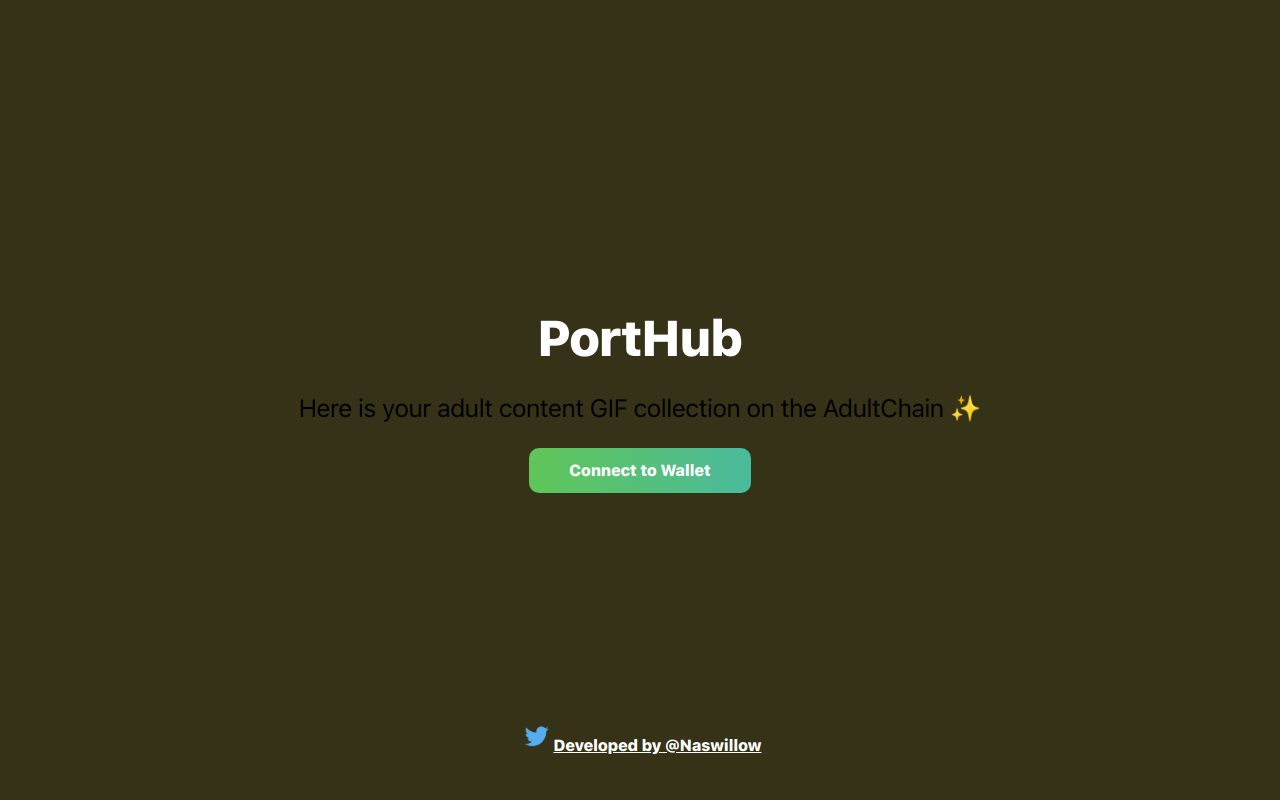 PortHub
Here is your adult content GIF collection on the AdultChain ✨
Connect to Wallet
Developed by @Naswillow